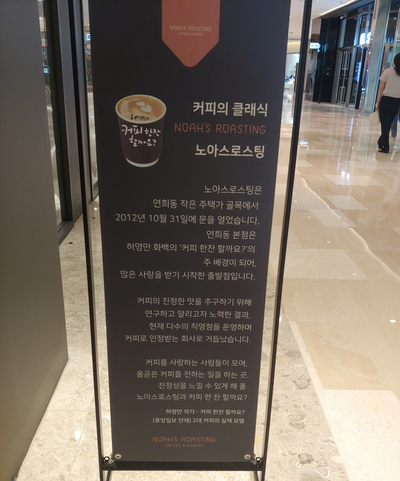 NOAH'S ROASTING
COFFEE & BAKERY
커피의 클래식
NOAH'S ROASTING
노아스로스팅
커피 한잔
할까요?
노아스로스팅은
연희동 작은 주택가 골목에서
2012년 10월 31일에 문을 열었습니다.
연희동 본점은
허영만 화백의 '커피 한잔 할까요?'의
주 배경이 되어,
많은 사랑을 받기 시작한 출발점입니다.
커피의 진정한 맛을 추구하기 위해
연구하고 알리고자 노력한 결과,
현재 다수의 직영점을 운영하며
커피로 인정받는 회사로 거듭났습니다.
커피를 사랑하는 사람들이 모여,
올곧은 커피를 전하는 일을 하는 곳,
진정성을 느낄 수 있게 해 줄
노아스로스팅과 커피 한 잔 할까요?
허영만 작가 - 커피 한잔 할까요?
(중앙일보 연재) 2대 커피의 실제 모델
NOAH'S ROASTING
COFFEE & BAKERY